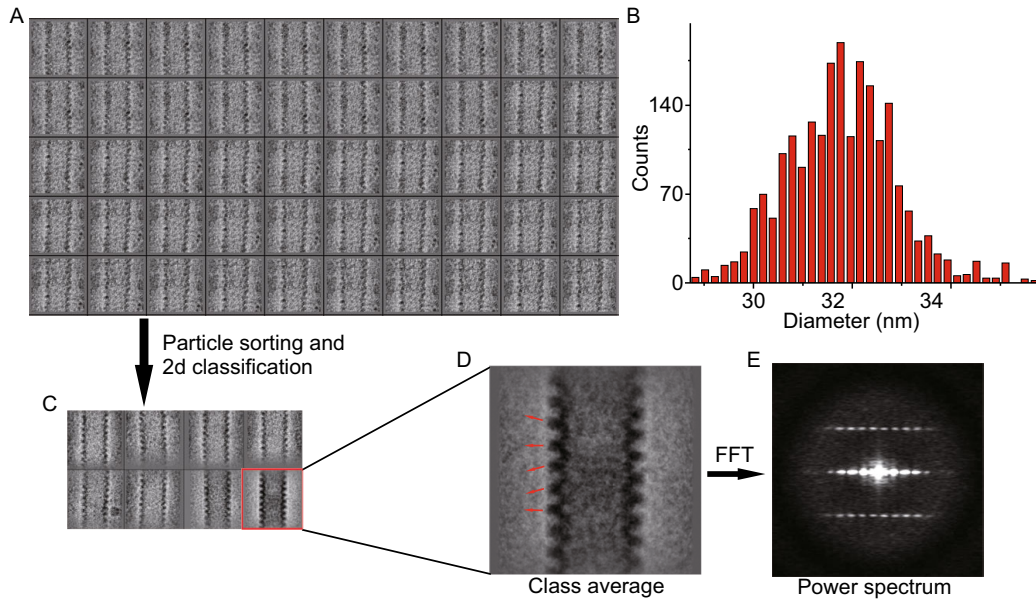 A
B
140
70
0
Counts
30 32 34
Diameter (nm)
Particle sorting and
2d classification
C
D
E
FFT
Class average
Power spectrum